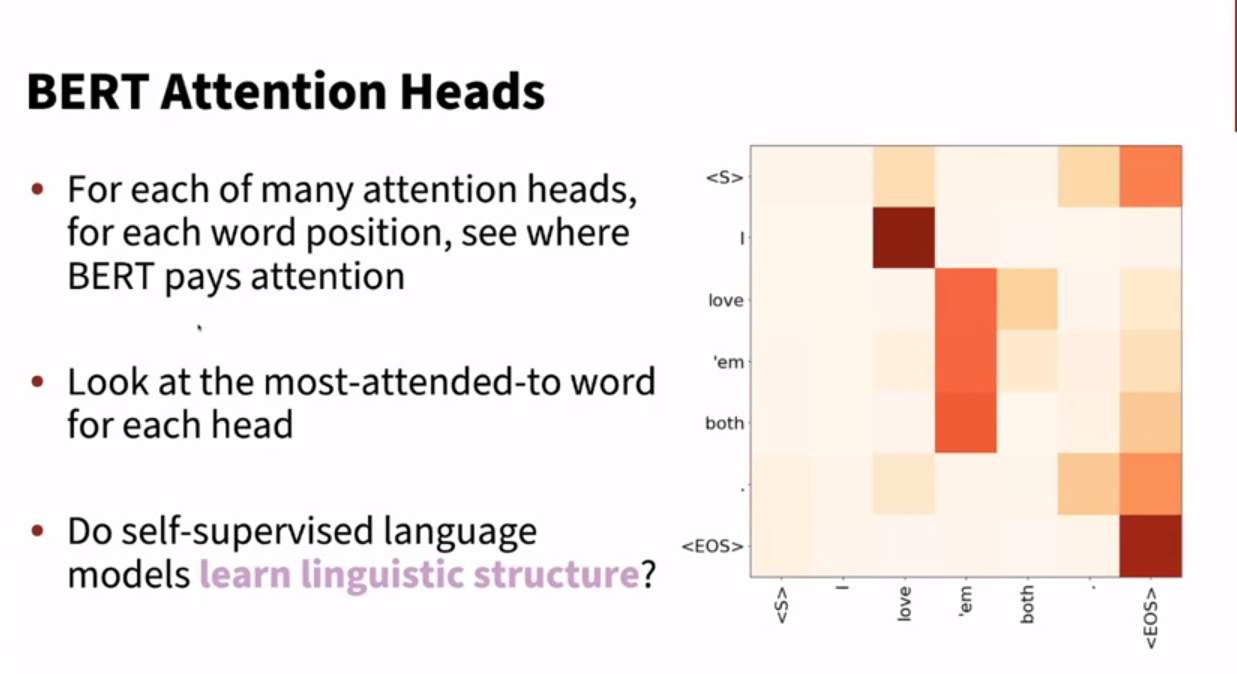 BERT Attention Heads
• For each of many attention heads,
for each word position, see where
BERT pays attention
• Look at the most-attended-to word
for each head
• Do self-supervised language
models learn linguistic structure?
<S>
I
love
'em
both
.
<EOS>
<S>
I
love
'em
both
.
<EOS>